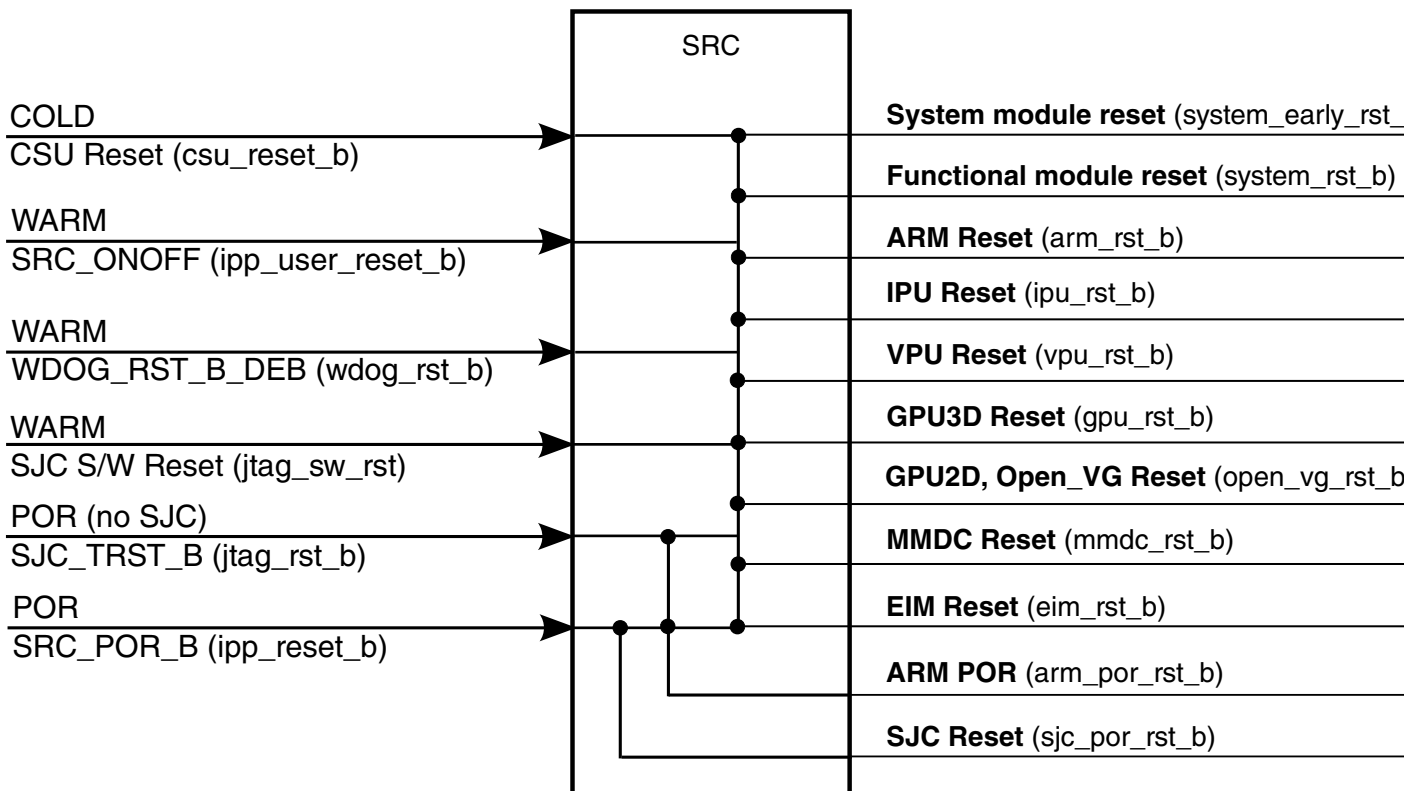 SRC
COLD
CSU Reset (csu_reset_b)
WARM
SRC_ONOFF (ipp_user_reset_b)
WARM
WDOG_RST_B_DEB (wdog_rst_b)
WARM
SJC S/W Reset (jtag_sw_rst)
POR (no SJC)
SJC_TRST_B (jtag_rst_b)
POR
SRC_POR_B (ipp_reset_b)
System module reset (system_early_rst_
Functional module reset (system_rst_b)
ARM Reset (arm_rst_b)
IPU Reset (ipu_rst_b)
VPU Reset (vpu_rst_b)
GPU3D Reset (gpu_rst_b)
GPU2D, Open_VG Reset (open_vg_rst_b
MMDC Reset (mmdc_rst_b)
EIM Reset (eim_rst_b)
ARM POR (arm_por_rst_b)
SJC Reset (sjc_por_rst_b)